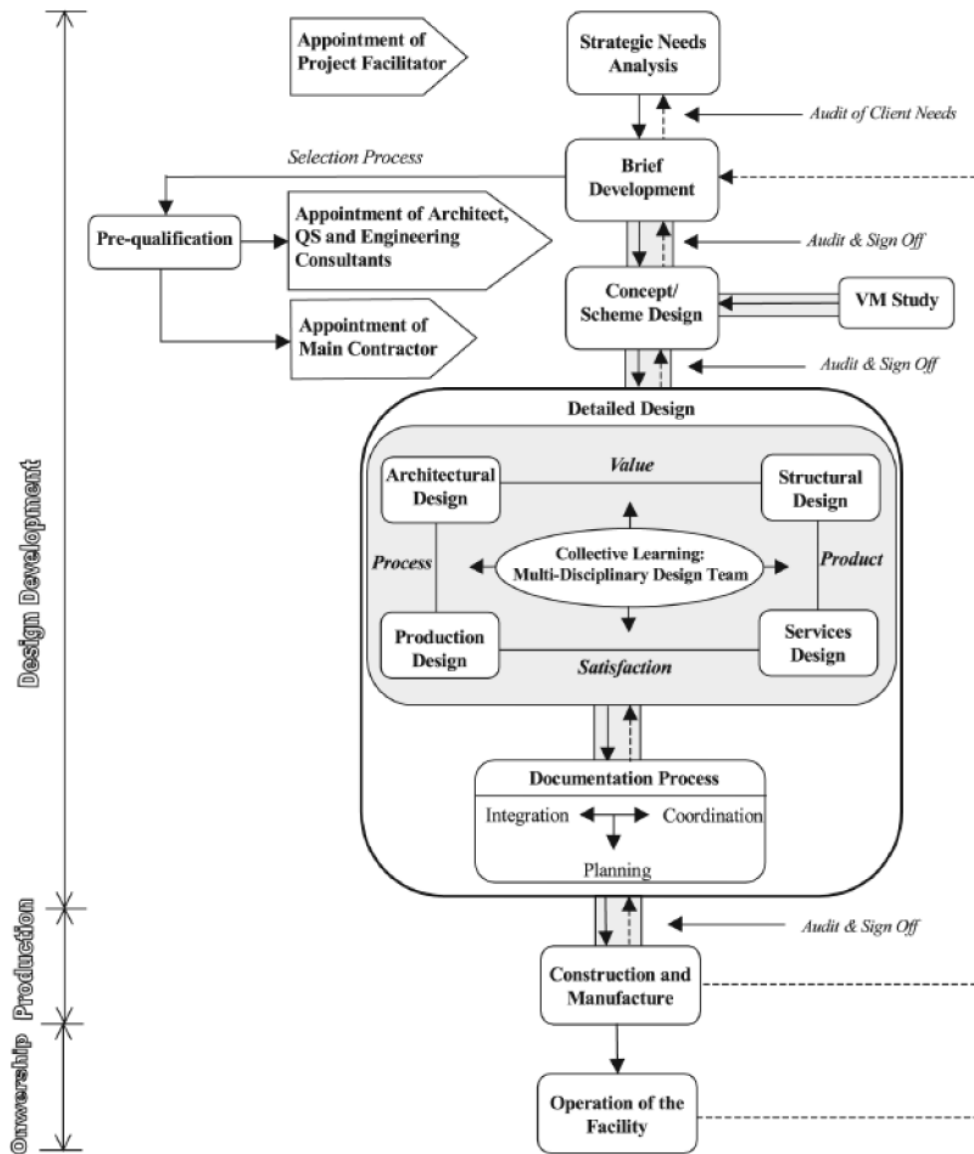 Appointment of
Project Facilitator
Strategic Needs
Analysis
Audit of Client Needs
Selection Process
Brief
Development
Pre-qualification
Appointment of Architect,
QS and Engineering
Consultants
Audit & Sign Off
Concept/
Scheme Design
VM Study
Appointment of
Main Contractor
Audit & Sign Off
Detailed Design
Architectural
Design
Value
Structural
Design
Process
Collective Learning:
Multi-Disciplinary Design Team
Product
Production
Design
Services
Design
Satisfaction
Documentation Process
Integration
Coordination
Planning
Audit & Sign Off
Construction and
Manufacture
Operation of the
Facility
Design Development
Production
Onwership